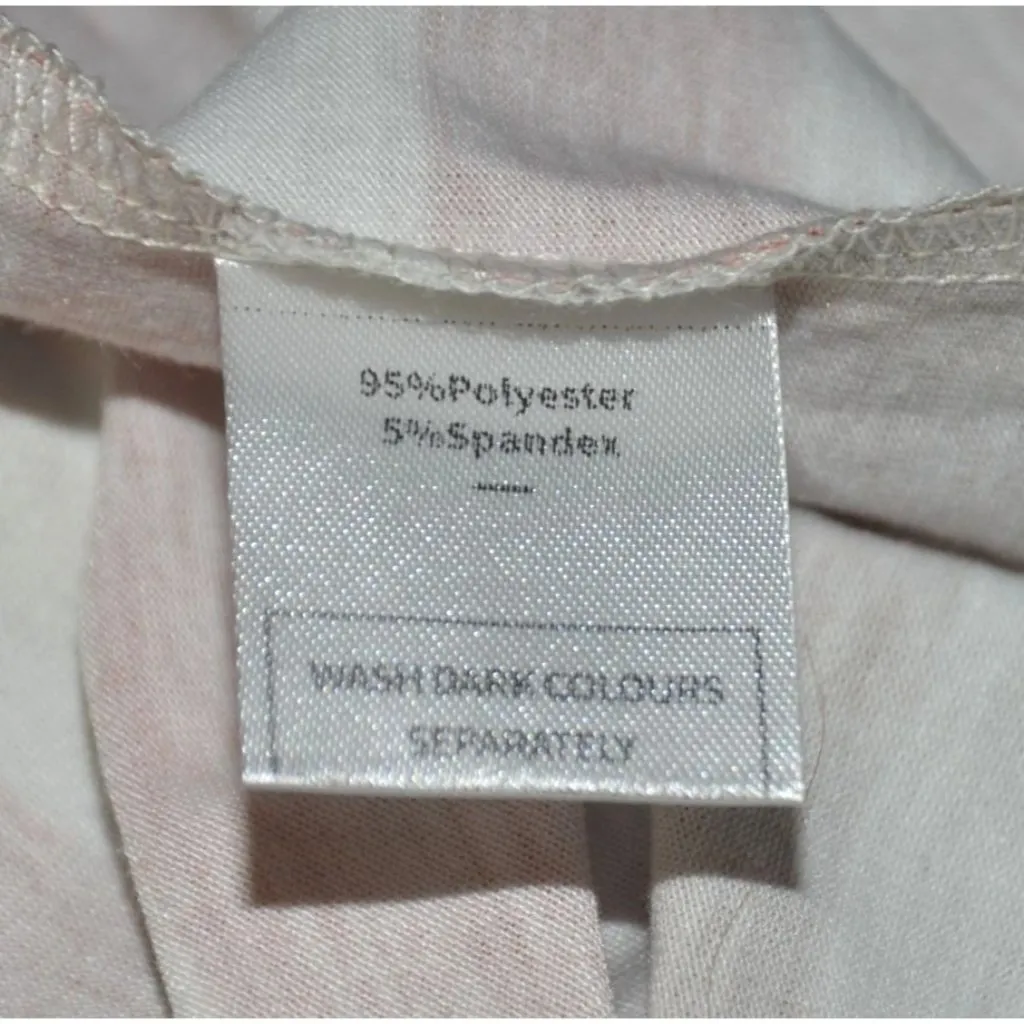 95%Polyester
5%Spandex
WASH DARK COLOURS
SEPARATELY